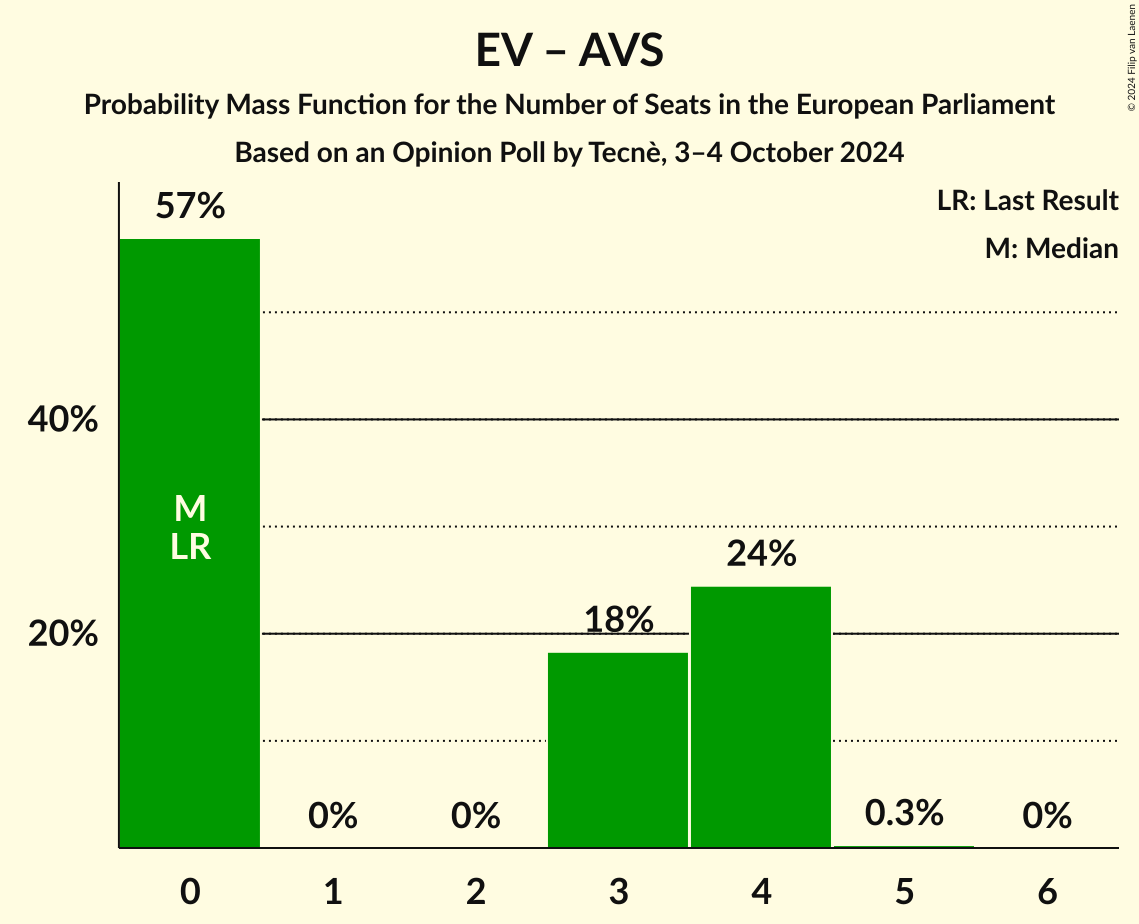 EV – AVS
Probability Mass Function for the Number of Seats in the European Parliament
Based on an Opinion Poll by Tecnè, 3–4 October 2024
© 2024 Filip van Laenen
LR: Last Result
M: Median
57%
40%
20%
M
LR
0%
0%
18%
24%
0.3%
0%
0
1
2
3
4
5
6